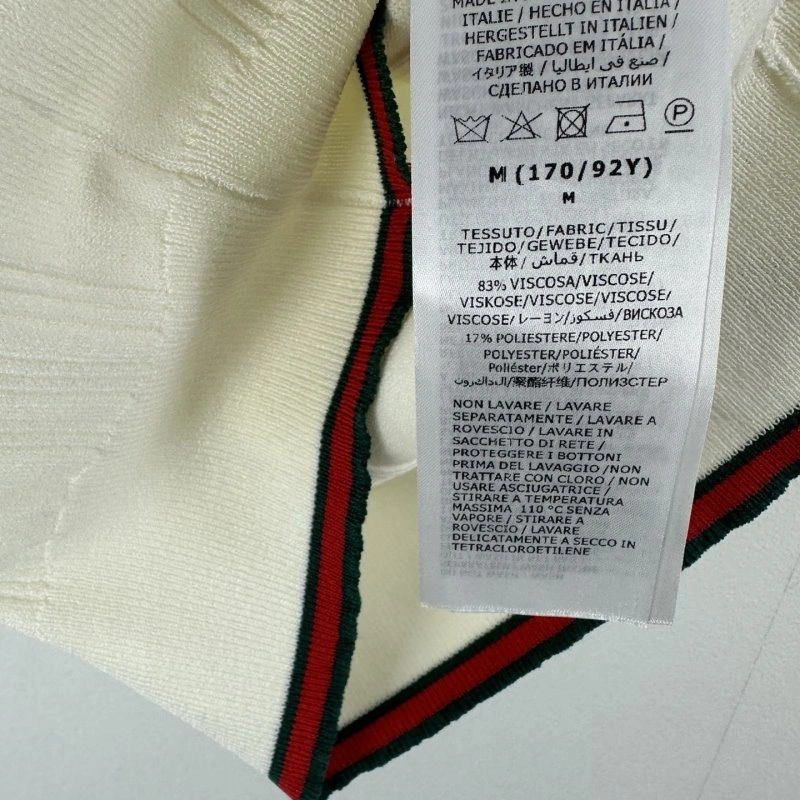 MADE IN
ITALIE / HECHO EN ITALIA /
HERGESTELLT IN ITALIEN /
FABRICADO EM ITÁLIA /
イタリア製 / صنع في ايطاليا /
СДЕЛАНО В ИТАЛИИ
P
M (170/92Y)
M
TESSUTO/FABRIC/TISSU/
TEJIDO/GEWEBE/TECIDO/
本体/قماش/ТКАНЬ
83% VISCOSA/VISCOSE/
VISKOSE/VISCOSE/VISCOSE/
VISCOSE/レーヨン/فسكوز/ВИСКОЗА
17% POLIESTERE/POLYESTER/
POLYESTER/POLIÉSTER/
Poliéster/ポリエステル/
/聚酯纤维/ПОЛИЭСТЕР
NON LAVARE / LAVARE
SEPARATAMENTE / LAVARE A
ROVESCIO / LAVARE IN
SACCHETTO DI RETE /
PROTEGGERE I BOTTONI
PRIMA DEL LAVAGGIO /NON
TRATTARE CON CLORO / NON
USARE ASCIUGATRICE /
STIRARE A TEMPERATURA
MASSIMA 110 °C SENZA
VAPORE / STIRARE A
ROVESCIO / LAVARE
DELICATAMENTE A SECCO IN
TETRACLOROETILENE